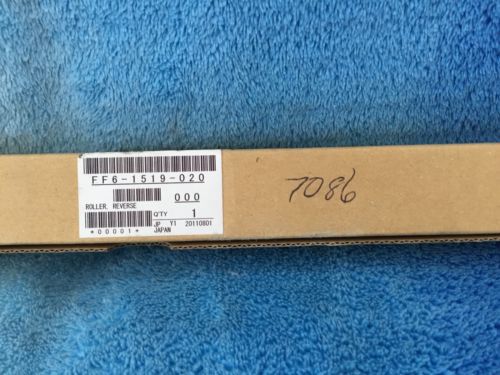 FF6-1519-020
000
ROLLER, REVERSE
Q'TY 1
JP Y1 20110801
*00001* JAPAN
7086